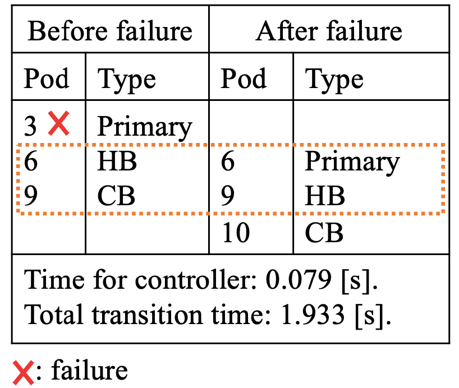 Before failure After failure
Pod Type Pod Type
3 Primary
6 HB 6 Primary
9 CB 9 HB
10 CB
Time for controller: 0.079 [s].
Total transition time: 1.933 [s].
: failure